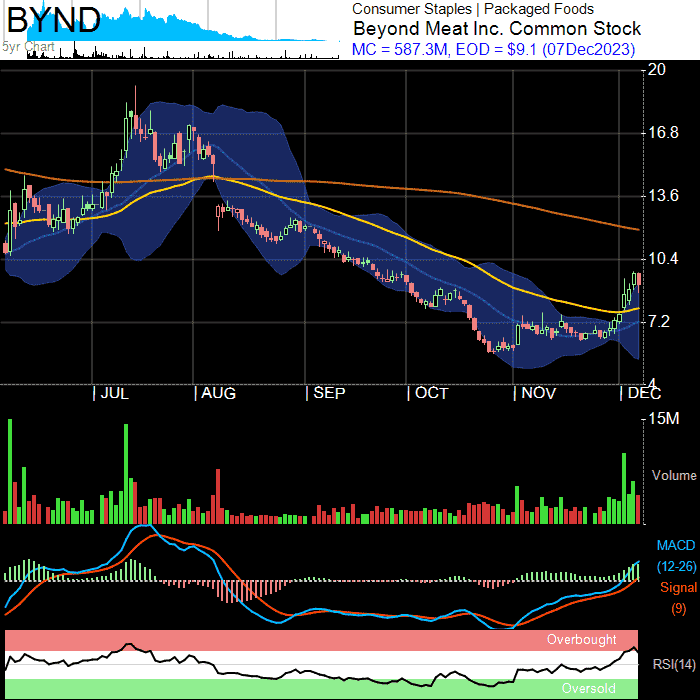 BYND
5yr Chart
Consumer Staples | Packaged Foods
Beyond Meat Inc. Common Stock
MC = 587.3M, EOD = $9.1 (07Dec2023)
20
16.8
13.6
10.4
7.2
4
JUL
AUG
SEP
OCT
NOV
DEC
15M
Volume
MACD
(12-26)
Signal
(9)
Overbought
RSI(14)
Oversold